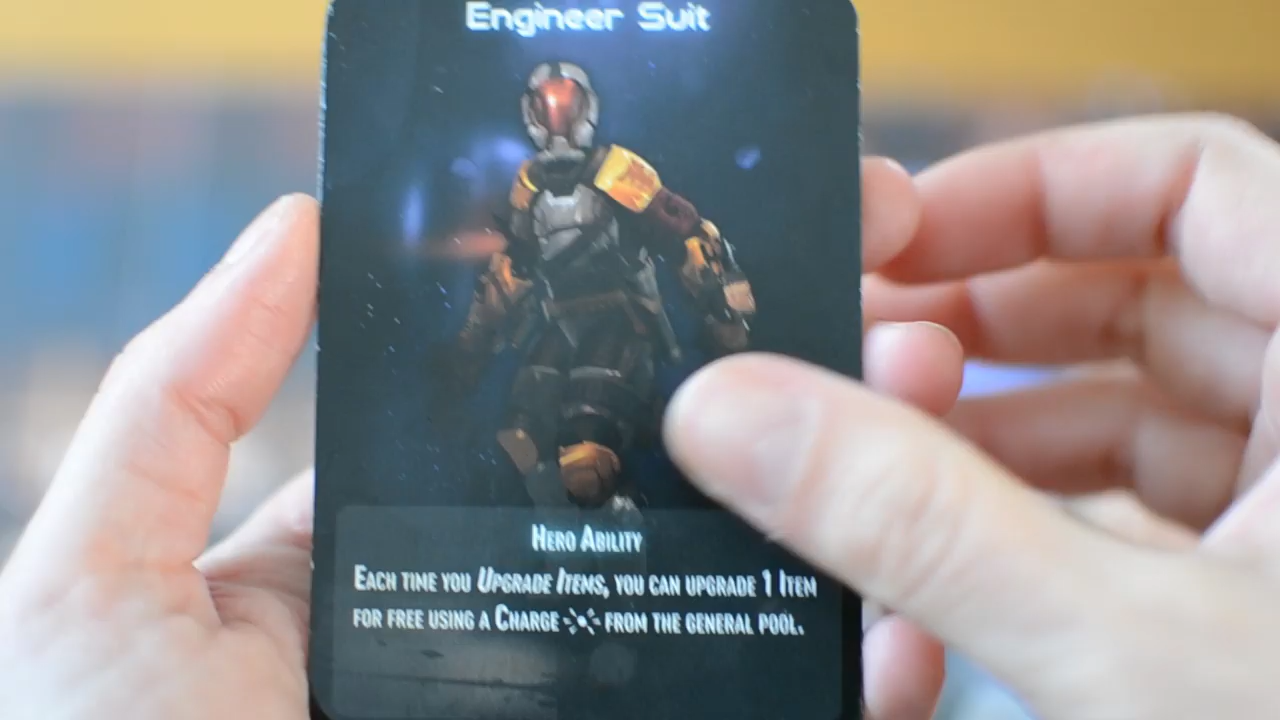 Engineer Suit
Hero Ability
Each time you Upgrade Items, you can upgrade 1 Item
for free using a Charge from the general pool.